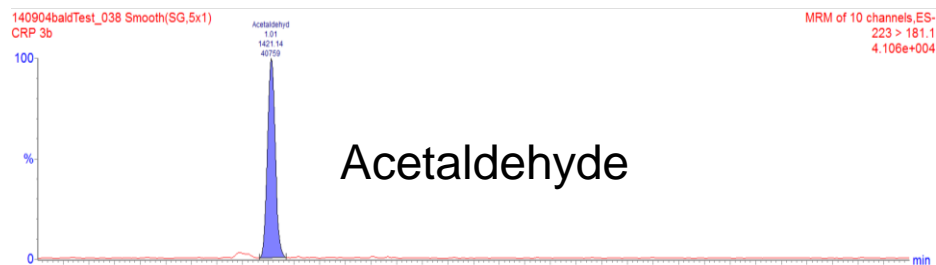 140904baldTest_038 Smooth(SG,5x1)
CRP 3b
MRM of 10 channels,ES-
223 > 181.1
4.106e+004
Acetaldehyd
1.01
1421.14
40759
100
%
Acetaldehyde
0
min